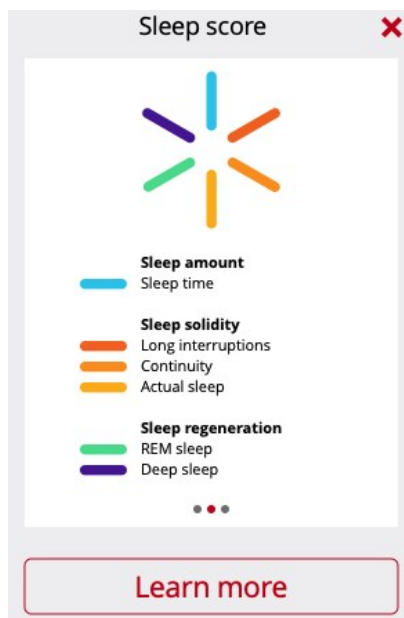 Sleep score
Sleep amount
Sleep time
Sleep solidity
Long interruptions
Continuity
Actual sleep
Sleep regeneration
REM sleep
Deep sleep
Learn more